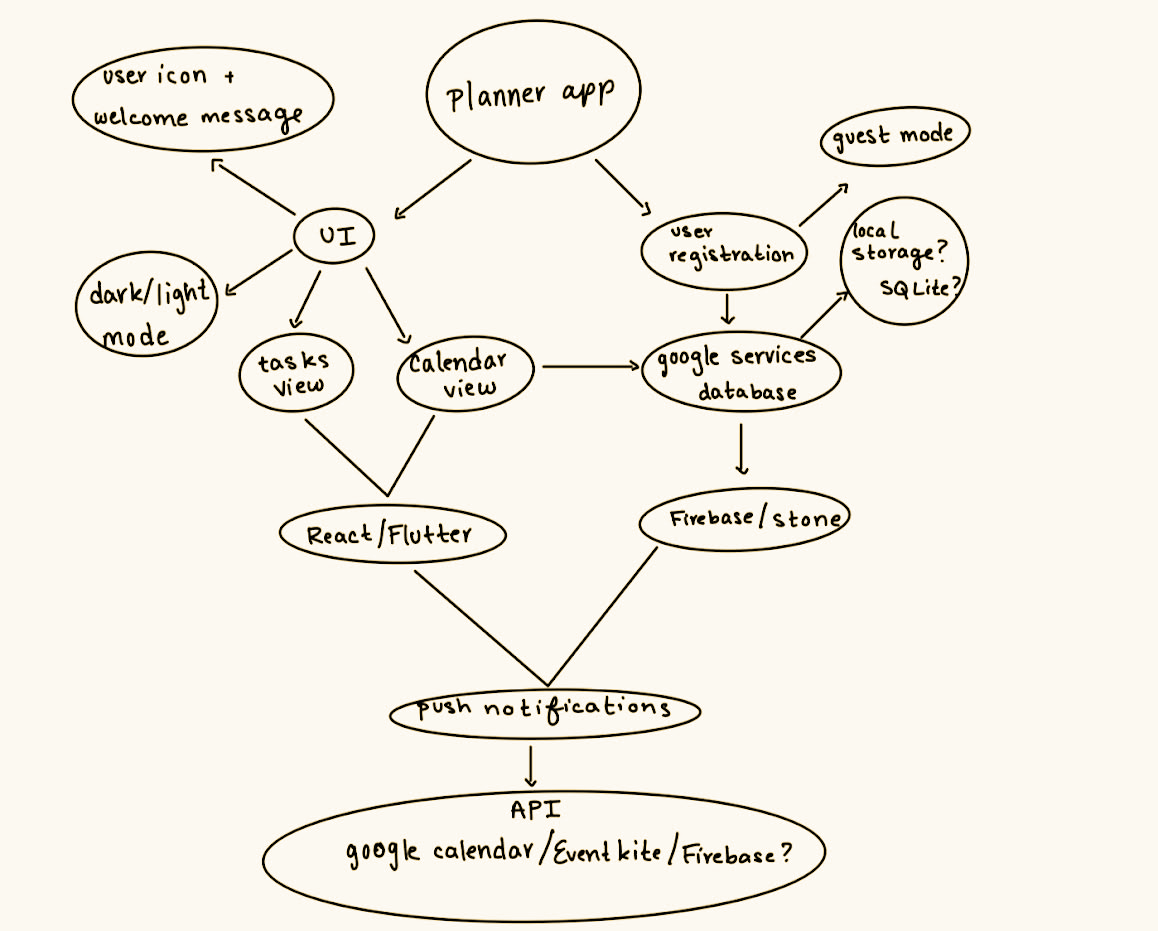 user icon +
welcome message
planner app
guest mode
UI
user
registration
local
storage?
SQLite?
dark/light
mode
tasks
view
calendar
view
google services
database
React/Flutter
Firebase/stone
push notifications
API
google calendar/Eventkite/Firebase?